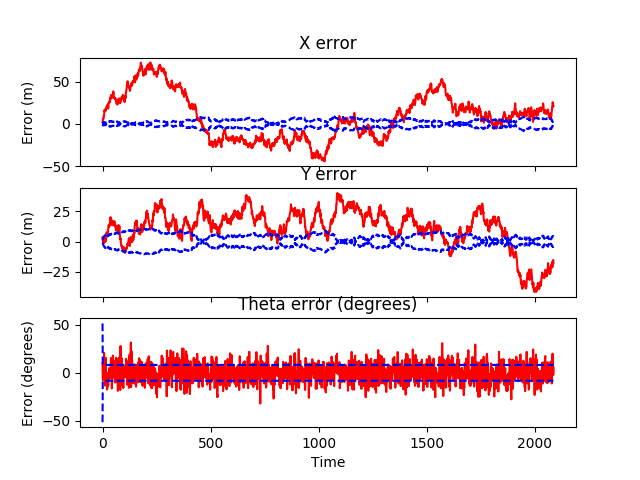 X error
Error (m)
50
0
−50
Y error
Error (m)
25
0
−25
Theta error (degrees)
Error (degrees)
50
0
−50
0 500 1000 1500 2000
Time